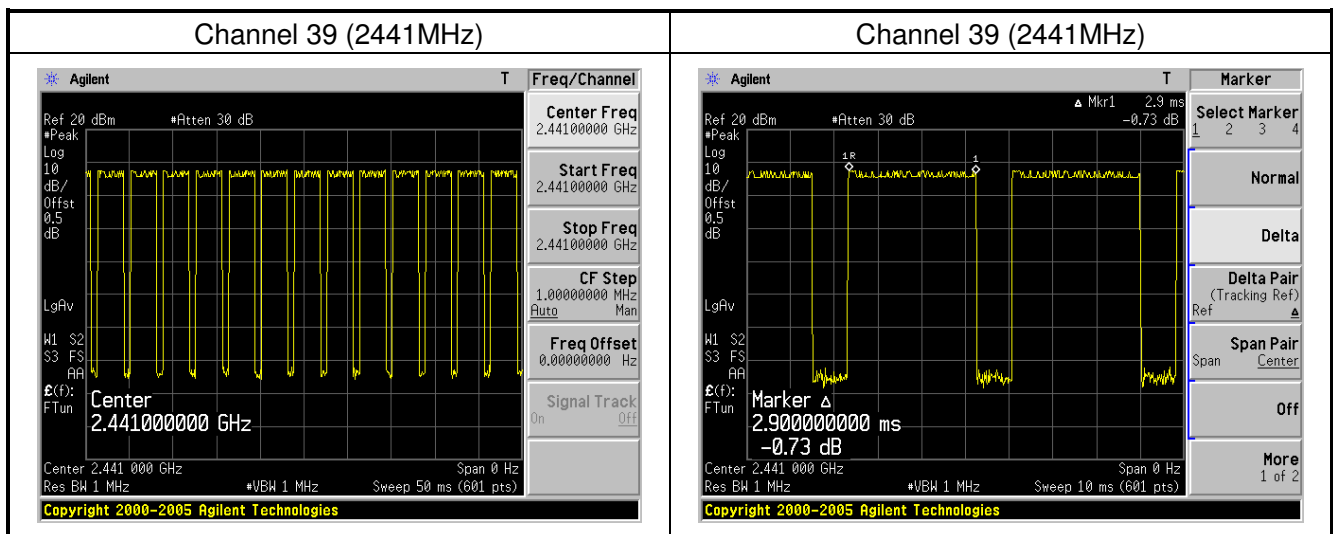 Channel 39 (2441MHz)
Agilent T Freq/Channel
Ref 20 dBm #Atten 30 dB
#Peak
Log
10
dB/
Offst
0.5
dB
LgAv
W1 S2
S3 FS
AA
£(f):
FTun
Center
2.441000000 GHz
Center 2.441 000 GHz Span 0 Hz
Res BW 1 MHz #VBW 1 MHz Sweep 50 ms (601 pts)
Copyright 2000-2005 Agilent Technologies
Center Freq
2.44100000 GHz
Start Freq
2.44100000 GHz
Stop Freq
2.44100000 GHz
CF Step
1.00000000 MHz
Auto Man
Freq Offset
0.00000000 Hz
Signal Track
On Off
Channel 39 (2441MHz)
Agilent T Marker
Δ Mkr1 2.9 ms
Ref 20 dBm #Atten 30 dB -0.73 dB
#Peak
Log
10
dB/
Offst
0.5
dB
1R 1
LgAv
W1 S2
S3 FS
AA
£(f):
FTun
Marker Δ
2.900000000 ms
-0.73 dB
Center 2.441 000 GHz Span 0 Hz
Res BW 1 MHz #VBW 1 MHz Sweep 10 ms (601 pts)
Copyright 2000-2005 Agilent Technologies
Select Marker
1 2 3 4
Normal
Delta
Delta Pair
(Tracking Ref)
Ref Δ
Span Pair
Span Center
Off
More
1 of 2